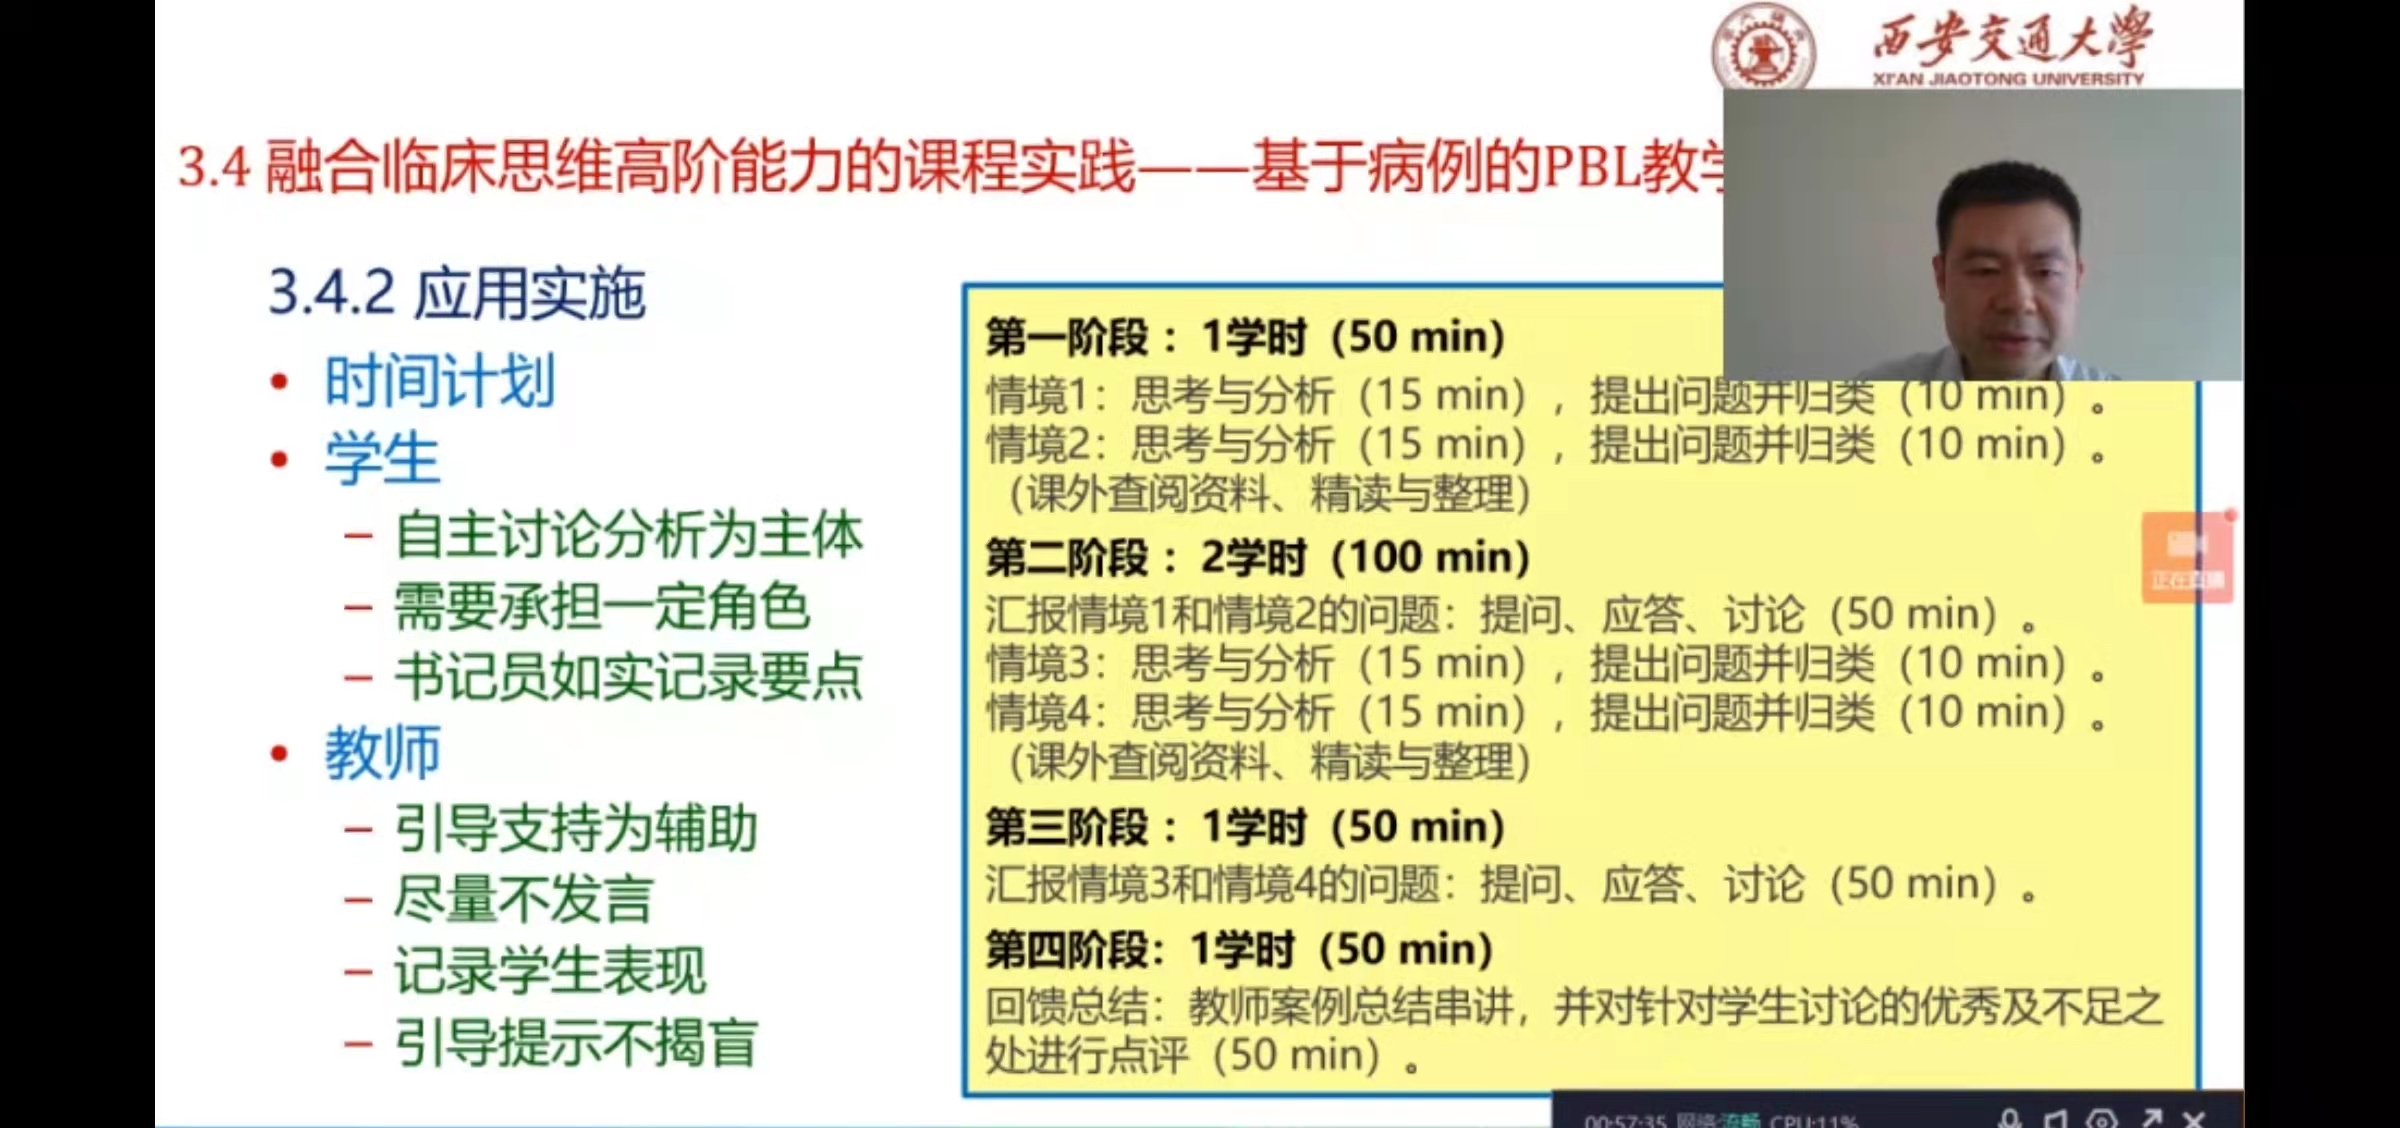 西安交通大學
XI'AN JIAOTONG UNIVERSITY
3.4 融合临床思维高阶能力的课程实践——基于病例的PBL教学
3.4.2 应用实施
• 时间计划
• 学生
– 自主讨论分析为主体
– 需要承担一定角色
– 书记员如实记录要点
• 教师
– 引导支持为辅助
– 尽量不发言
– 记录学生表现
– 引导提示不揭盲
第一阶段：1学时（50 min）
情境1：思考与分析（15 min），提出问题并归类（10 min）。
情境2：思考与分析（15 min），提出问题并归类（10 min）。
（课外查阅资料、精读与整理）
第二阶段：2学时（100 min）
汇报情境1和情境2的问题：提问、应答、讨论（50 min）。
情境3：思考与分析（15 min），提出问题并归类（10 min）。
情境4：思考与分析（15 min），提出问题并归类（10 min）。
（课外查阅资料、精读与整理）
第三阶段：1学时（50 min）
汇报情境3和情境4的问题：提问、应答、讨论（50 min）。
第四阶段：1学时（50 min）
回馈总结：教师案例总结串讲，并对针对学生讨论的优秀及不足之
处进行点评（50 min）。
正在直播
00:57:35 网络:流畅 CPU:11%